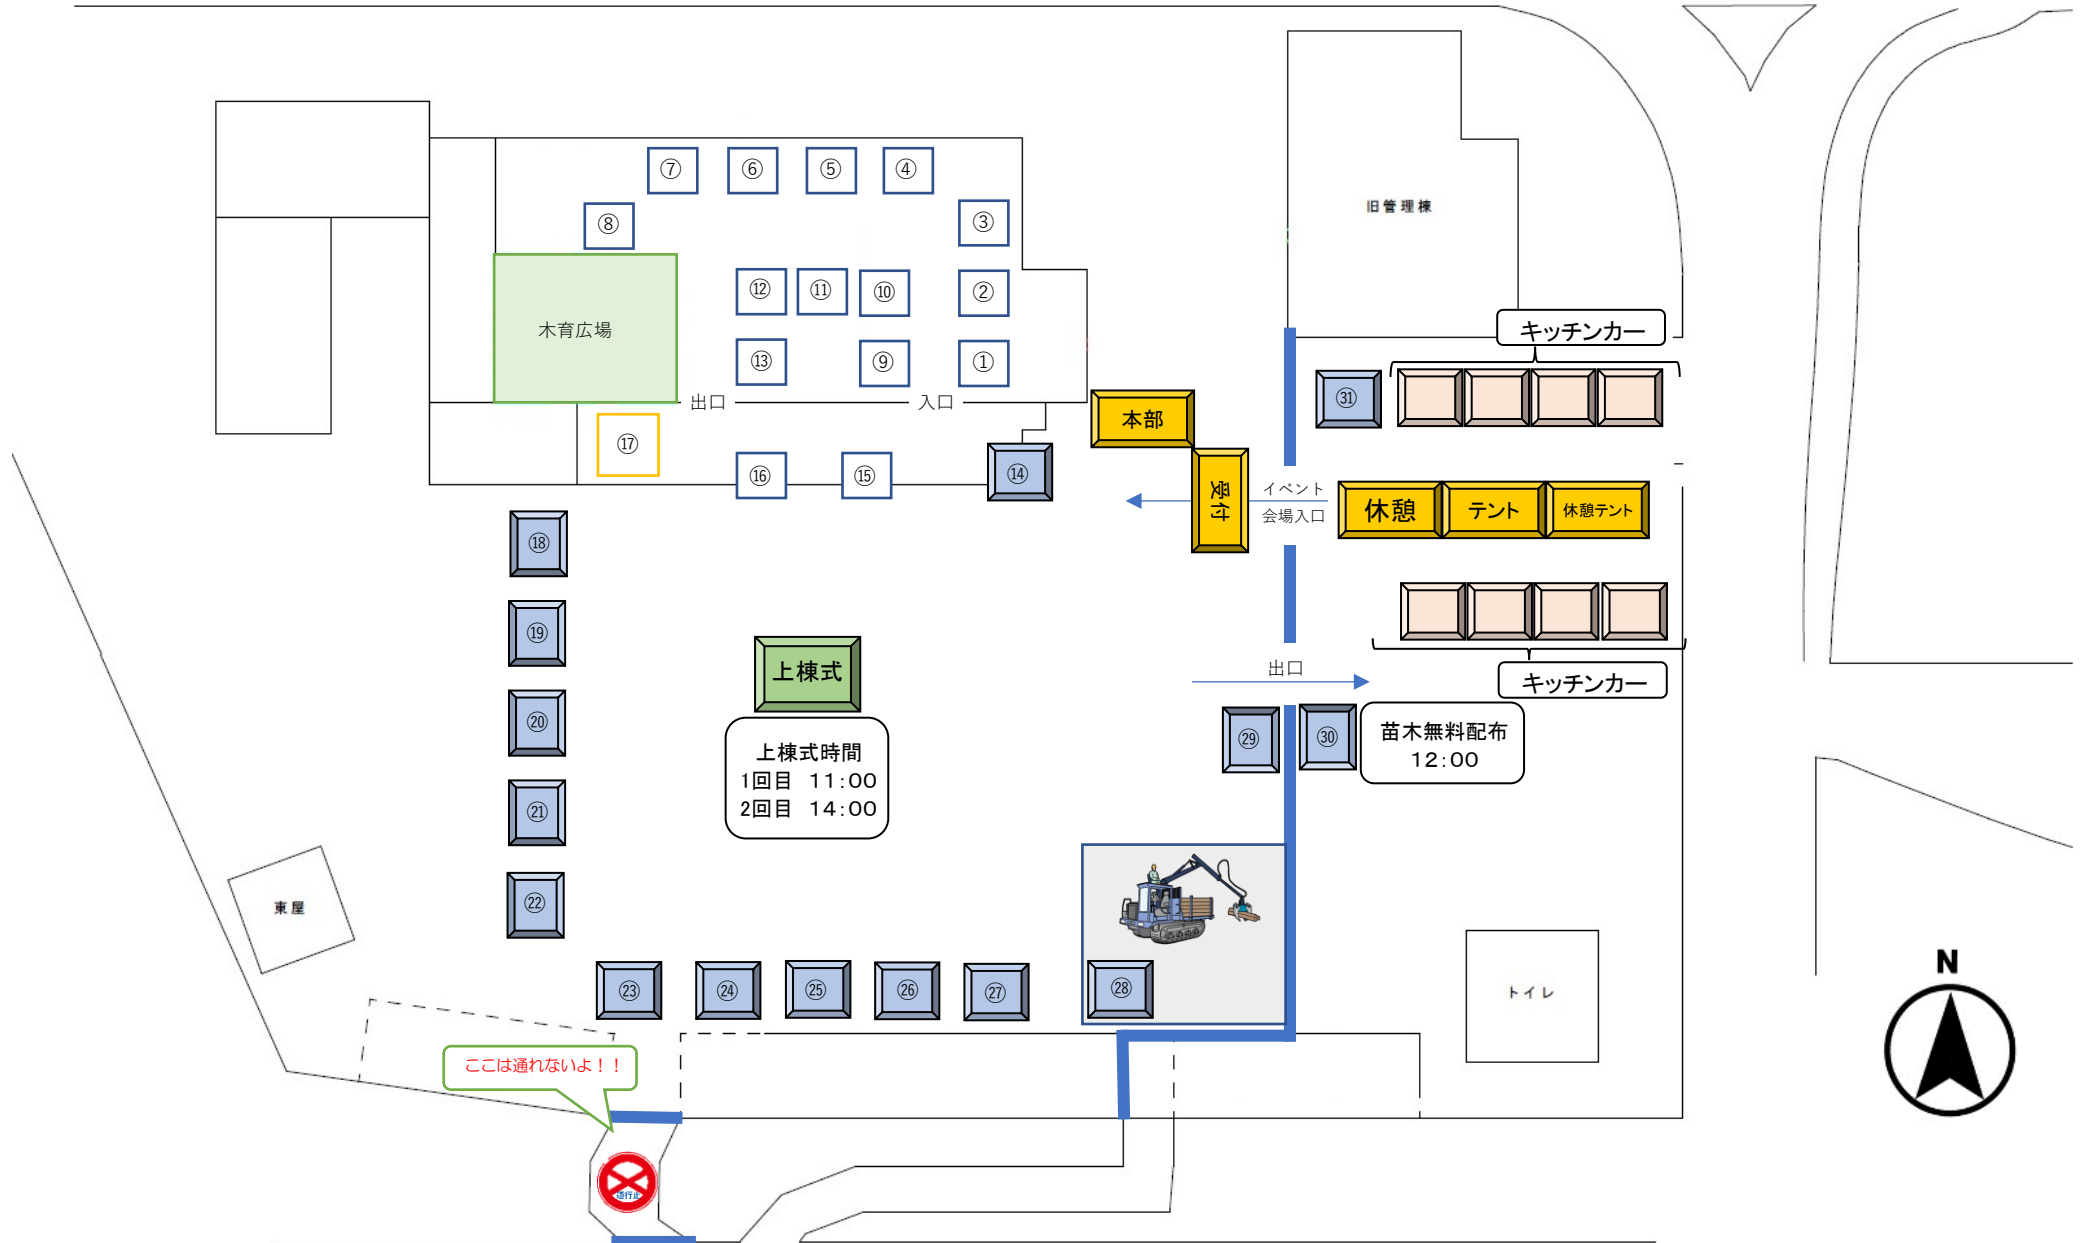 ⑦
⑥
⑤
④
⑧
③
旧管理棟
⑫
⑪
⑩
②
木育広場
⑬
⑨
①
キッチンカー
出口
入口
本部
㉛
⑰
⑯
⑮
⑭
受付
イベント
会場入口
休憩
テント
休憩テント
⑱
⑲
上棟式
出口
キッチンカー
⑳
上棟式時間
1回目 11:00
2回目 14:00
㉙
㉚
苗木無料配布
12:00
㉑
㉒
東屋
㉓
㉔
㉕
㉖
㉗
㉘
トイレ
N
ここは通れないよ！！
通行止